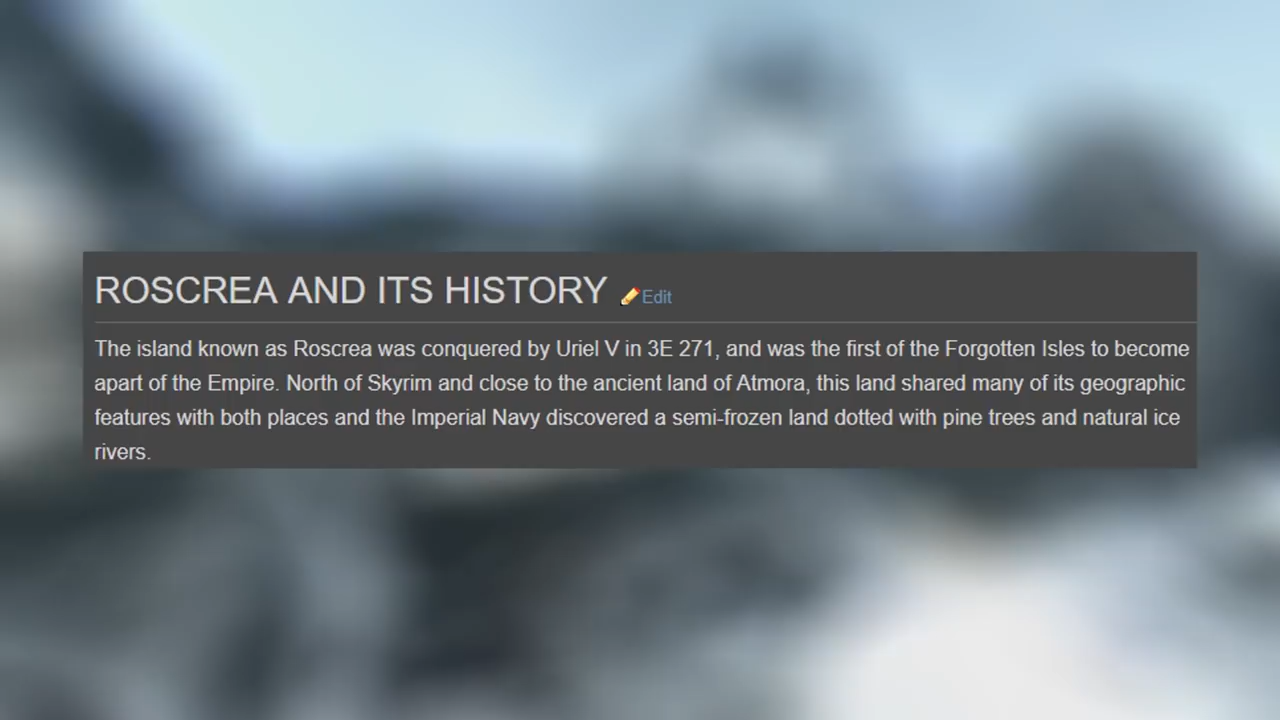 ROSCREA AND ITS HISTORY Edit
The island known as Roscrea was conquered by Uriel V in 3E 271, and was the first of the Forgotten Isles to become
apart of the Empire. North of Skyrim and close to the ancient land of Atmora, this land shared many of its geographic
features with both places and the Imperial Navy discovered a semi-frozen land dotted with pine trees and natural ice
rivers.